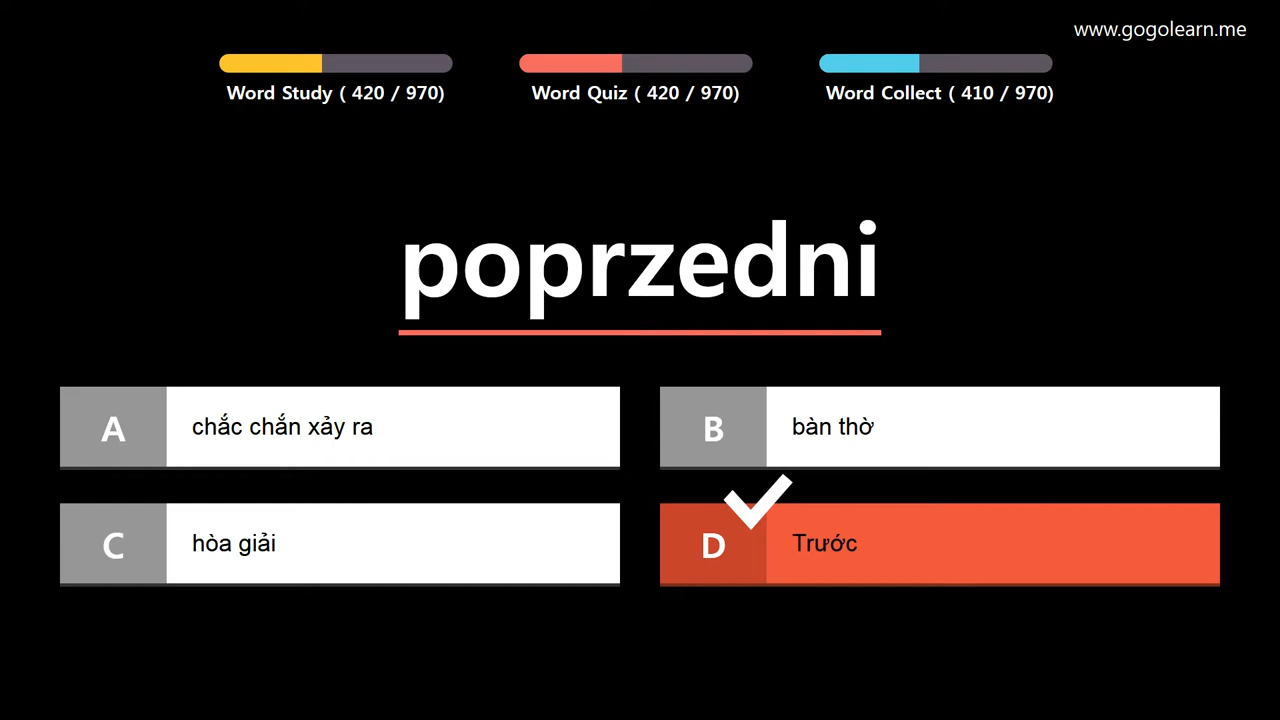 www.gogolearn.me
Word Study ( 420 / 970)
Word Quiz ( 420 / 970)
Word Collect ( 410 / 970)
poprzedni
A
chắc chắn xảy ra
B
bàn thờ
C
hòa giải
D
Trước